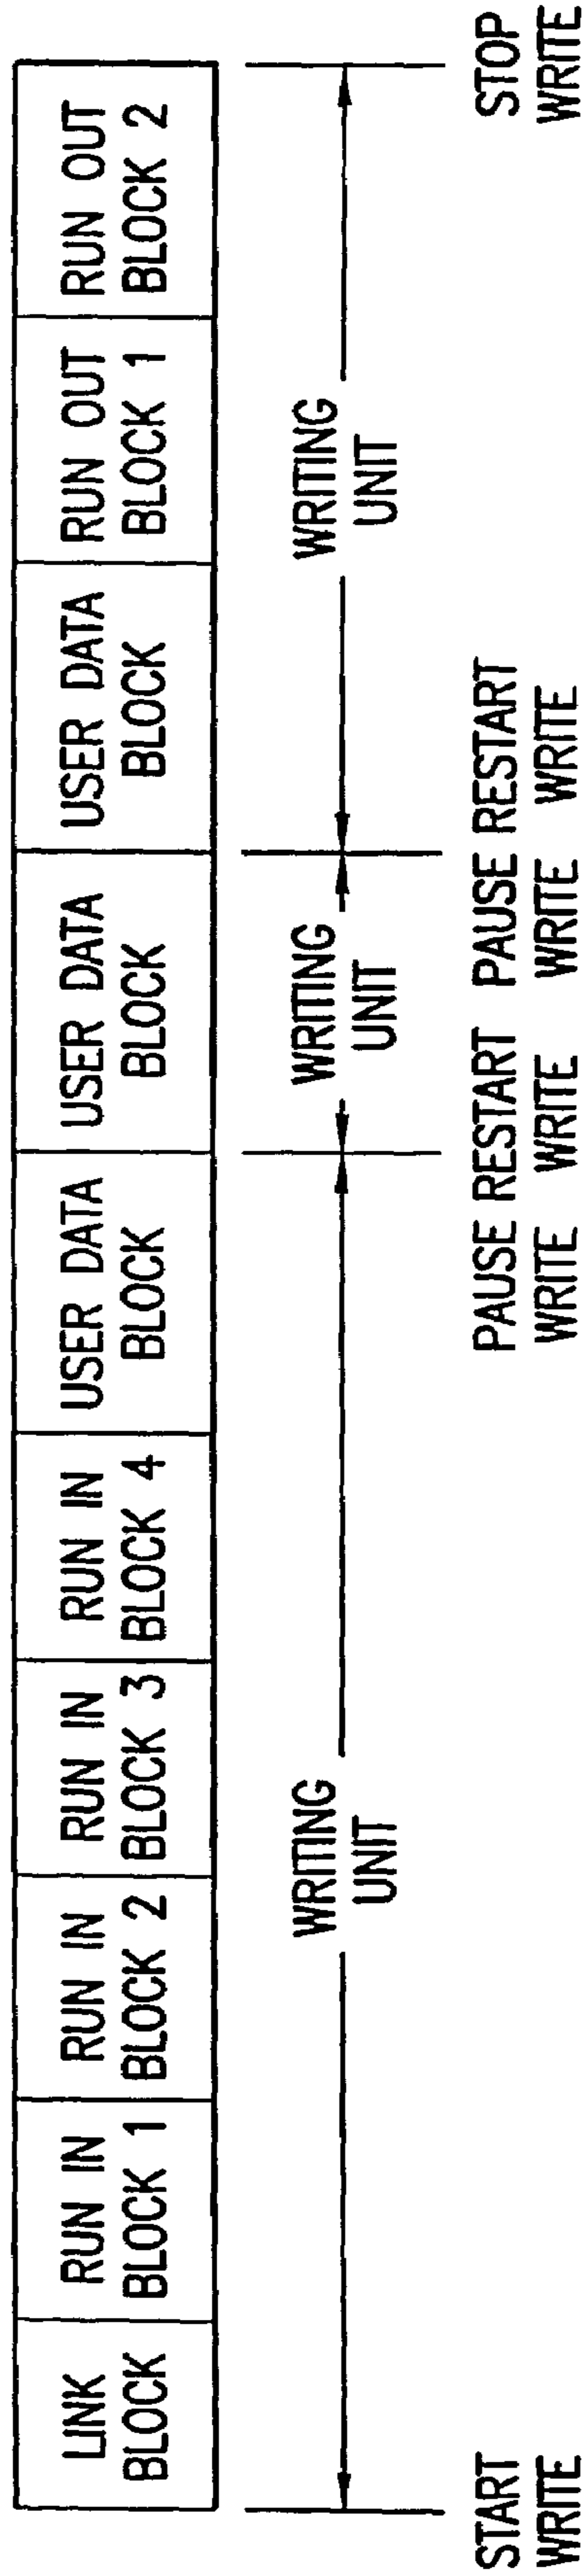 LINK
BLOCK
RUN IN
BLOCK 1
RUN IN
BLOCK 2
RUN IN
BLOCK 3
RUN IN
BLOCK 4
USER DATA
BLOCK
USER DATA
BLOCK
USER DATA
BLOCK
RUN OUT
BLOCK 1
RUN OUT
BLOCK 2
WRITING
UNIT
WRITING
UNIT
WRITING
UNIT
START
WRITE
PAUSE
WRITE
RESTART
WRITE
PAUSE
WRITE
RESTART
WRITE
STOP
WRITE